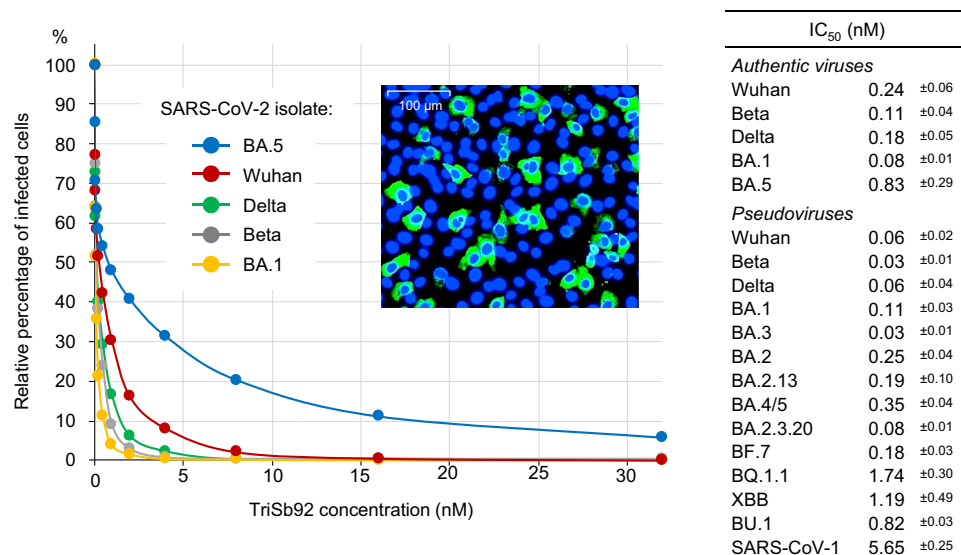 %
100
90
80
70
60
50
40
30
20
10
0
Relative percentage of infected cells
0 5 10 15 20 25 30
TriSb92 concentration (nM)
SARS-CoV-2 isolate:
BA.5
Wuhan
Delta
Beta
BA.1
100 µm
IC50 (nM)
Authentic viruses
Wuhan 0.24 ±0.06
Beta 0.11 ±0.04
Delta 0.18 ±0.05
BA.1 0.08 ±0.01
BA.5 0.83 ±0.29
Pseudoviruses
Wuhan 0.06 ±0.02
Beta 0.03 ±0.01
Delta 0.06 ±0.04
BA.1 0.11 ±0.03
BA.3 0.03 ±0.01
BA.2 0.25 ±0.04
BA.2.13 0.19 ±0.10
BA.4/5 0.35 ±0.04
BA.2.3.20 0.08 ±0.01
BF.7 0.18 ±0.03
BQ.1.1 1.74 ±0.30
XBB 1.19 ±0.49
BU.1 0.82 ±0.03
SARS-CoV-1 5.65 ±0.25